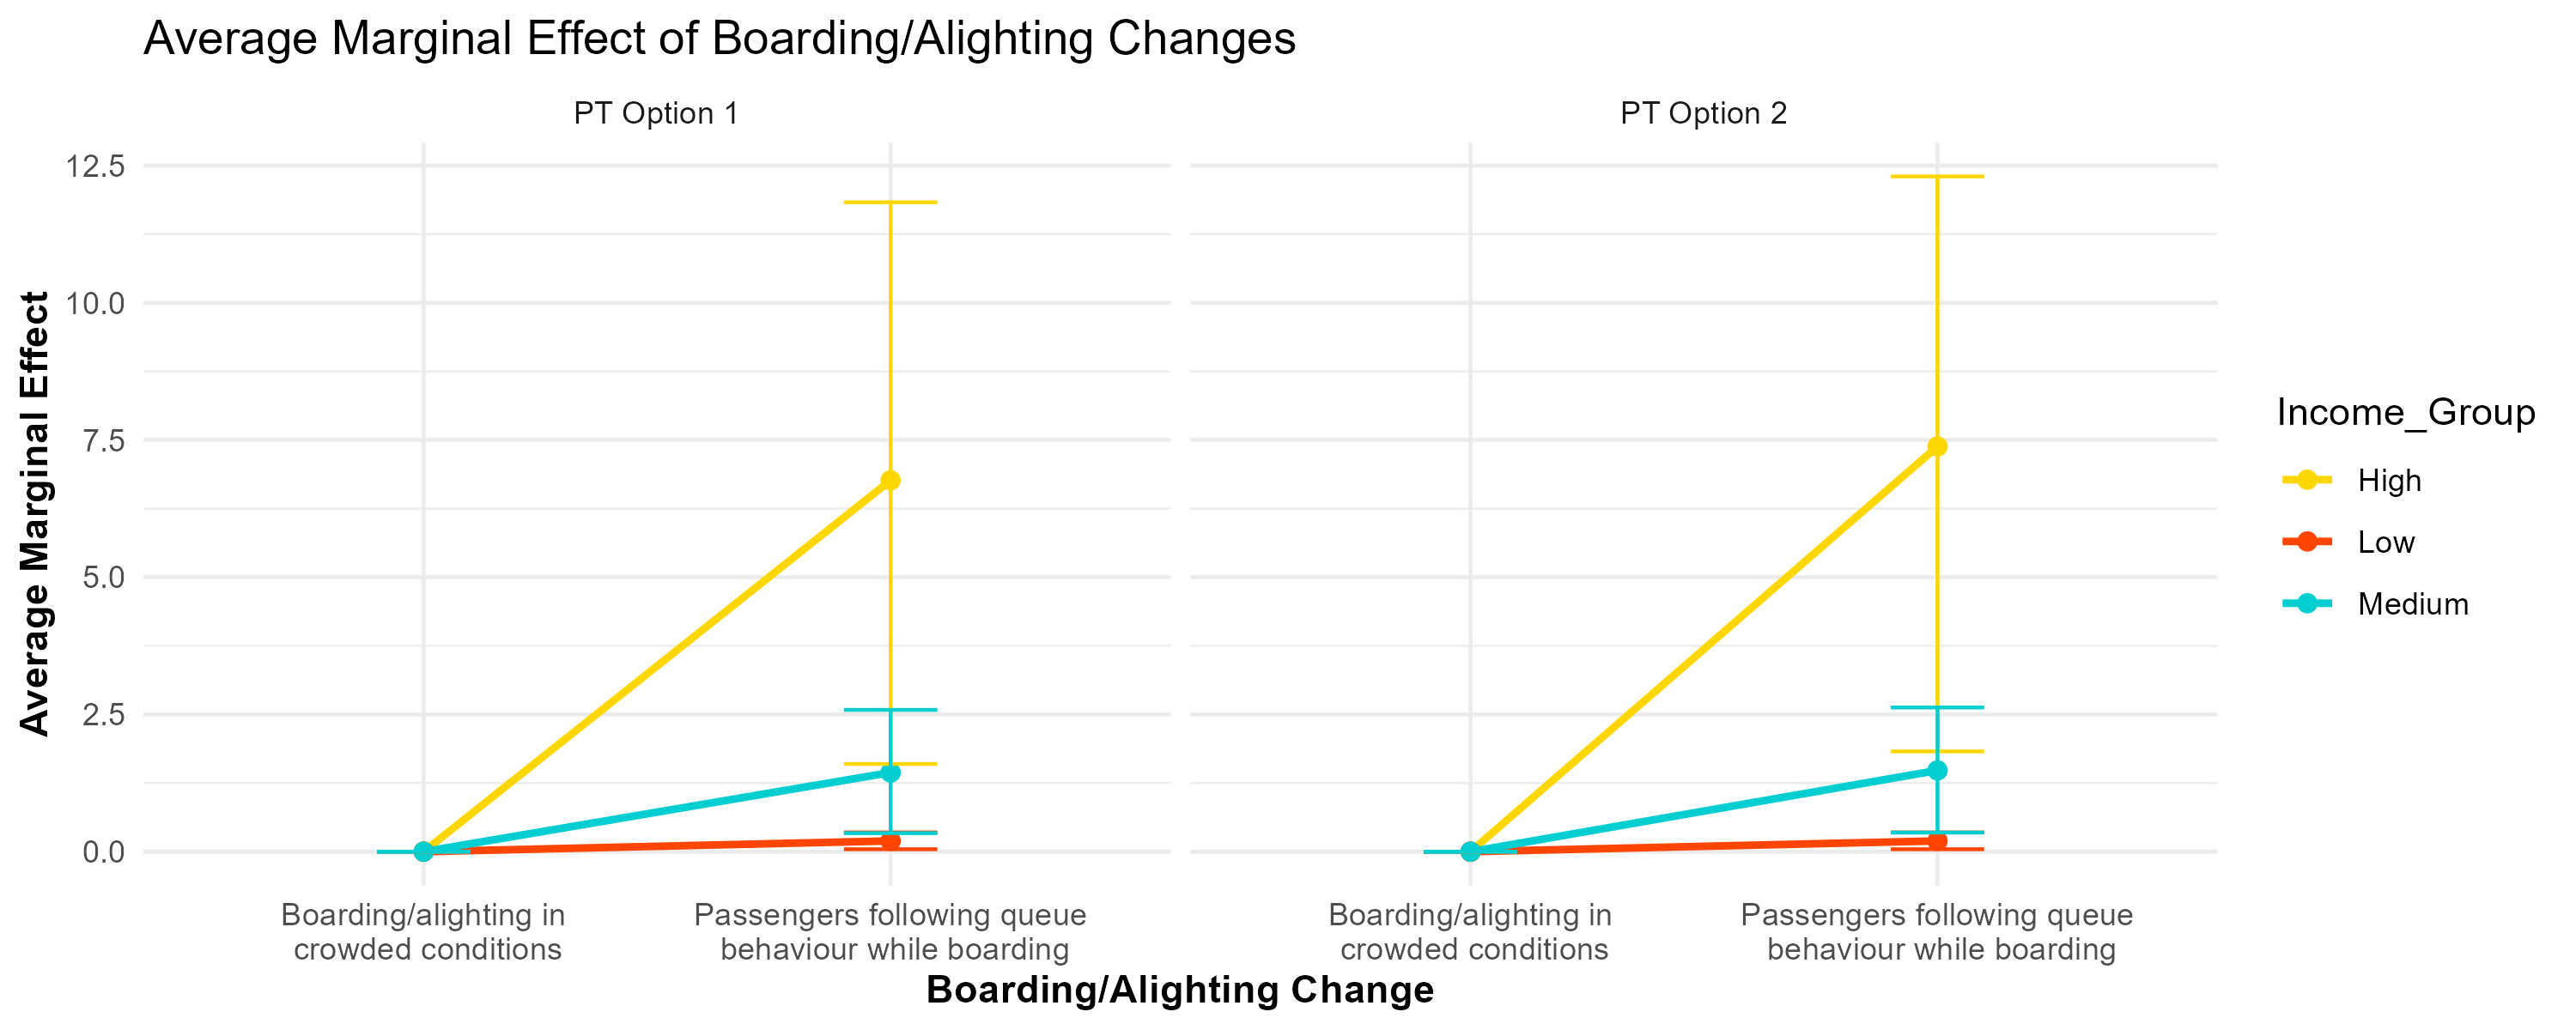 Average Marginal Effect of Boarding/Alighting Changes
PT Option 1
PT Option 2
12.5
10.0
7.5
5.0
2.5
0.0
Average Marginal Effect
Boarding/alighting in
crowded conditions
Passengers following queue
behaviour while boarding
Boarding/alighting in
crowded conditions
Passengers following queue
behaviour while boarding
Boarding/Alighting Change
Income_Group
High
Low
Medium